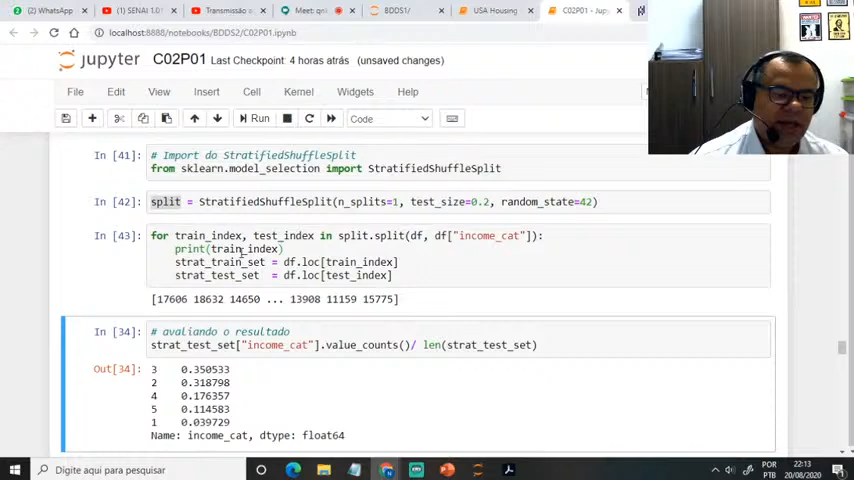 (2) WhatsApp
(1) SENAI 1.01
Transmissão
Meet: qn
BDDS1/
USA Housing
C02P01 - Jupy
localhost:8888/notebooks/BDDS2/C02P01.ipynb
jupyter C02P01 Last Checkpoint: 4 horas atrás (unsaved changes)
File Edit View Insert Cell Kernel Widgets Help
Run Code
In [41]: # Import do StratifiedShuffleSplit
from sklearn.model_selection import StratifiedShuffleSplit
In [42]: split = StratifiedShuffleSplit(n_splits=1, test_size=0.2, random_state=42)
In [43]: for train_index, test_index in split.split(df, df["income_cat"]):
print(train_index)
strat_train_set = df.loc[train_index]
strat_test_set = df.loc[test_index]
[17606 18632 14650 ... 13908 11159 15775]
In [34]: # avaliando o resultado
strat_test_set["income_cat"].value_counts()/ len(strat_test_set)
Out[34]: 3 0.350533
2 0.318798
4 0.176357
5 0.114583
1 0.039729
Name: income_cat, dtype: float64
Digite aqui para pesquisar
POR
PTB
22:13
20/08/2020